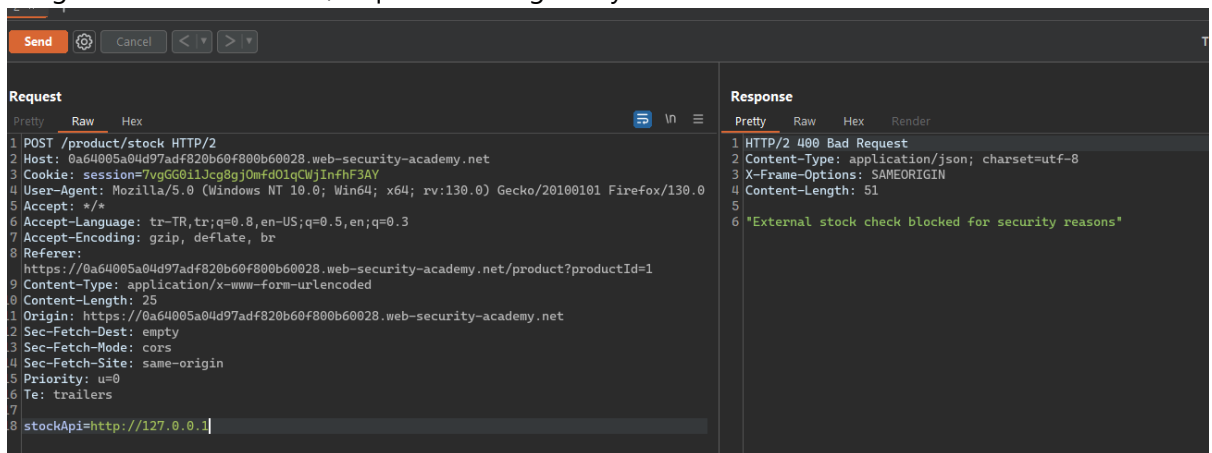 Send
Cancel
< >
Request
Pretty Raw Hex
\n
1 POST /product/stock HTTP/2
2 Host: 0a64005a04d97adf820b60f800b60028.web-security-academy.net
3 Cookie: session=7vgGG0i1Jcg8gjOmfdO1qCWjInfhF3AY
4 User-Agent: Mozilla/5.0 (Windows NT 10.0; Win64; x64; rv:130.0) Gecko/20100101 Firefox/130.0
5 Accept: */*
6 Accept-Language: tr-TR,tr;q=0.8,en-US;q=0.5,en;q=0.3
7 Accept-Encoding: gzip, deflate, br
8 Referer:
https://0a64005a04d97adf820b60f800b60028.web-security-academy.net/product?productId=1
9 Content-Type: application/x-www-form-urlencoded
0 Content-Length: 25
1 Origin: https://0a64005a04d97adf820b60f800b60028.web-security-academy.net
2 Sec-Fetch-Dest: empty
3 Sec-Fetch-Mode: cors
4 Sec-Fetch-Site: same-origin
5 Priority: u=0
6 Te: trailers
7
8 stockApi=http://127.0.0.1
Response
Pretty Raw Hex Render
1 HTTP/2 400 Bad Request
2 Content-Type: application/json; charset=utf-8
3 X-Frame-Options: SAMEORIGIN
4 Content-Length: 51
5
6 "External stock check blocked for security reasons"